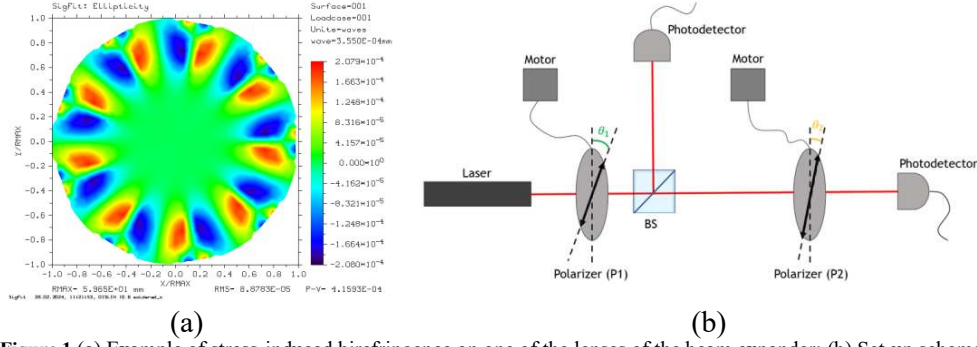 SigFit: Ellipticity
Surface=001
Loadcase=001
Units=waves
wave=3.550E-04mm
2.079×10⁻⁴
1.663×10⁻⁴
1.248×10⁻⁴
8.316×10⁻⁵
4.157×10⁻⁵
0.000×10⁰
-4.162×10⁻⁵
-8.321×10⁻⁵
-1.248×10⁻⁴
-1.664×10⁻⁴
-2.080×10⁻⁴
1.0
0.8
0.6
0.4
0.2
0.0
-0.2
-0.4
-0.6
-0.8
-1.0
Y/RMAX
-1.0 -0.8 -0.6 -0.4 -0.2 0.0 0.2 0.4 0.6 0.8 1.0
X/RMAX
RMAX= 5.965E+01 mm RMS= 8.8783E-05 P-V= 4.1593E-04
(a)
Photodetector
Motor
Motor
θ₁
Photodetector
Laser
BS
Polarizer (P1)
Polarizer (P2)
(b)
Figure 1 (a) Example of stress-induced birefringence on one of the lenses of the beam expander; (b) Set-up schem